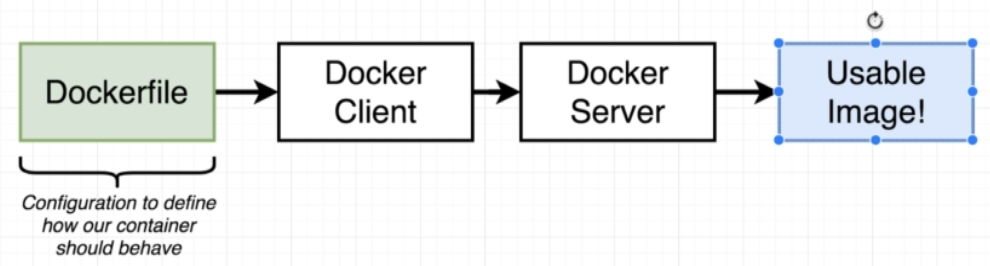 Dockerfile
Docker
Client
Docker
Server
Usable
Image!
Configuration to define
how our container
should behave